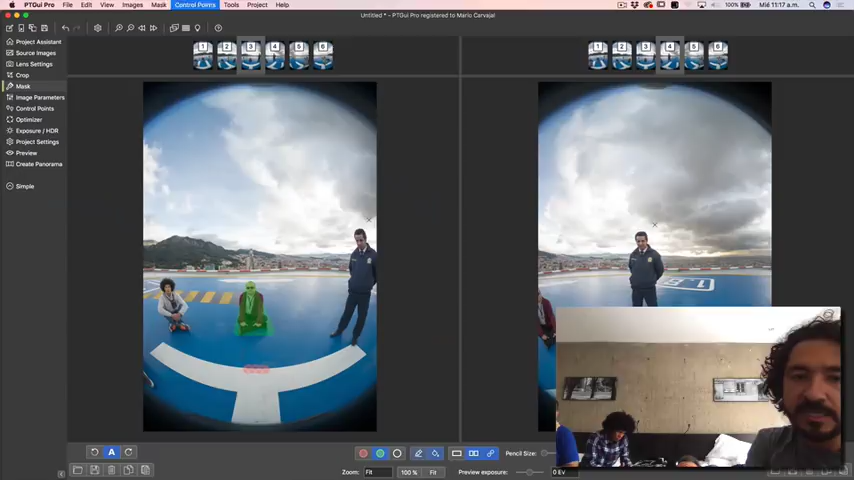 PTGui Pro File Edit View Images Mask Control Points Tools Project Help 100% Mié 11:17 a.m.
Untitled * - PTGui Pro registered to Mario Carvajal
1 2 3 4 5 6 1 2 3 4 5 6
Project Assistant
Source Images
Lens Settings
Crop
Mask
Image Parameters
Control Points
Optimizer
Exposure / HDR
Project Settings
Preview
Create Panorama
Simple
A
Pencil Size:
Zoom: Fit 100 % Fit Preview exposure: 0 Ev